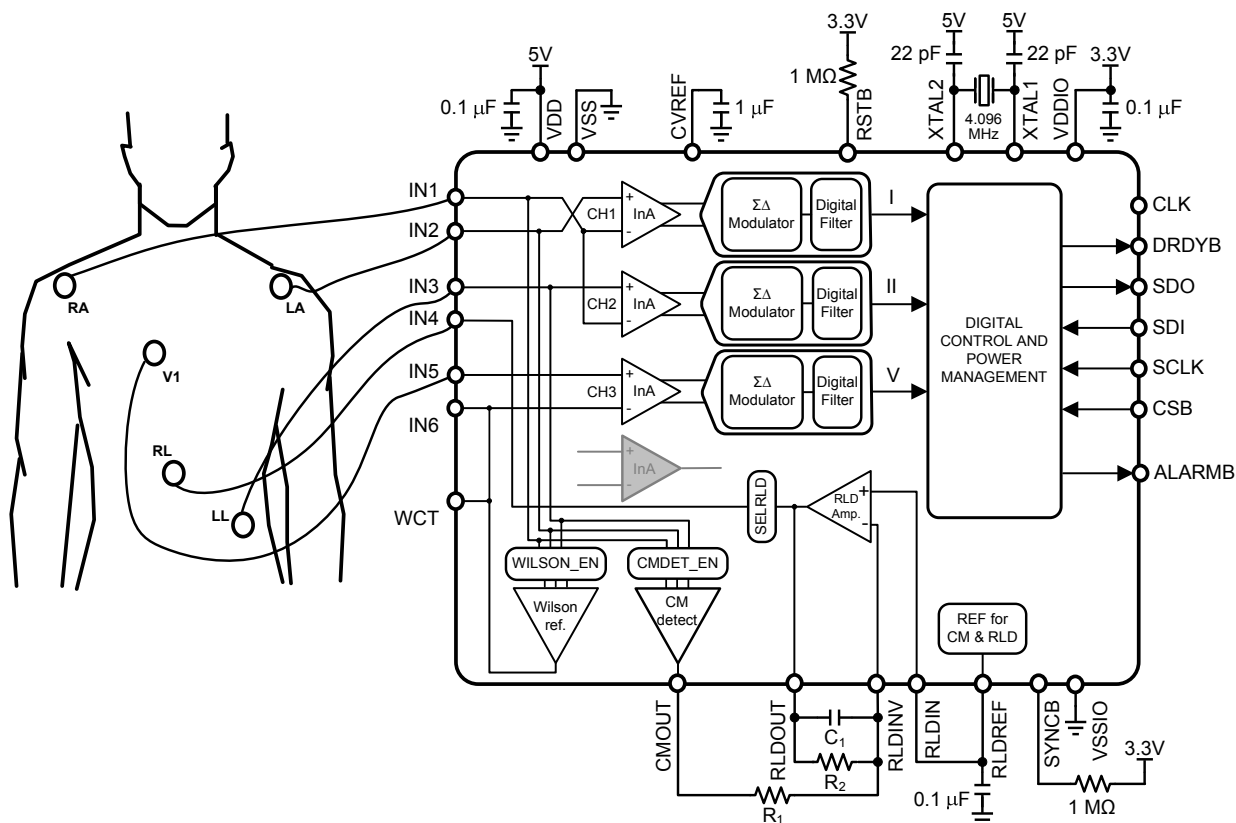 3.3V
5V
5V
5V
22 pF
22 pF
3.3V
0.1 μF
VDD
VSS
CVREF
1 μF
1 MΩ
RSTB
XTAL2
4.096
MHz
XTAL1
VDDIO
0.1 μF
IN1
IN2
IN3
IN4
IN5
IN6
WCT
RA
LA
V1
RL
LL
CH1
+
InA
-
ΣΔ
Modulator
Digital
Filter
I
CH2
+
InA
-
ΣΔ
Modulator
Digital
Filter
II
CH3
+
InA
-
ΣΔ
Modulator
Digital
Filter
V
+
InA
-
DIGITAL
CONTROL AND
POWER
MANAGEMENT
CLK
DRDYB
SDO
SDI
SCLK
CSB
ALARMB
SELRLD
RLD
Amp.
+
-
WILSON_EN
CMDET_EN
Wilson
ref.
CM
detect
REF for
CM & RLD
CMOUT
RLDOUT
C1
R2
R1
RLDINV
RLDIN
RLDREF
0.1 μF
SYNCB
VSSIO
3.3V
1 MΩ